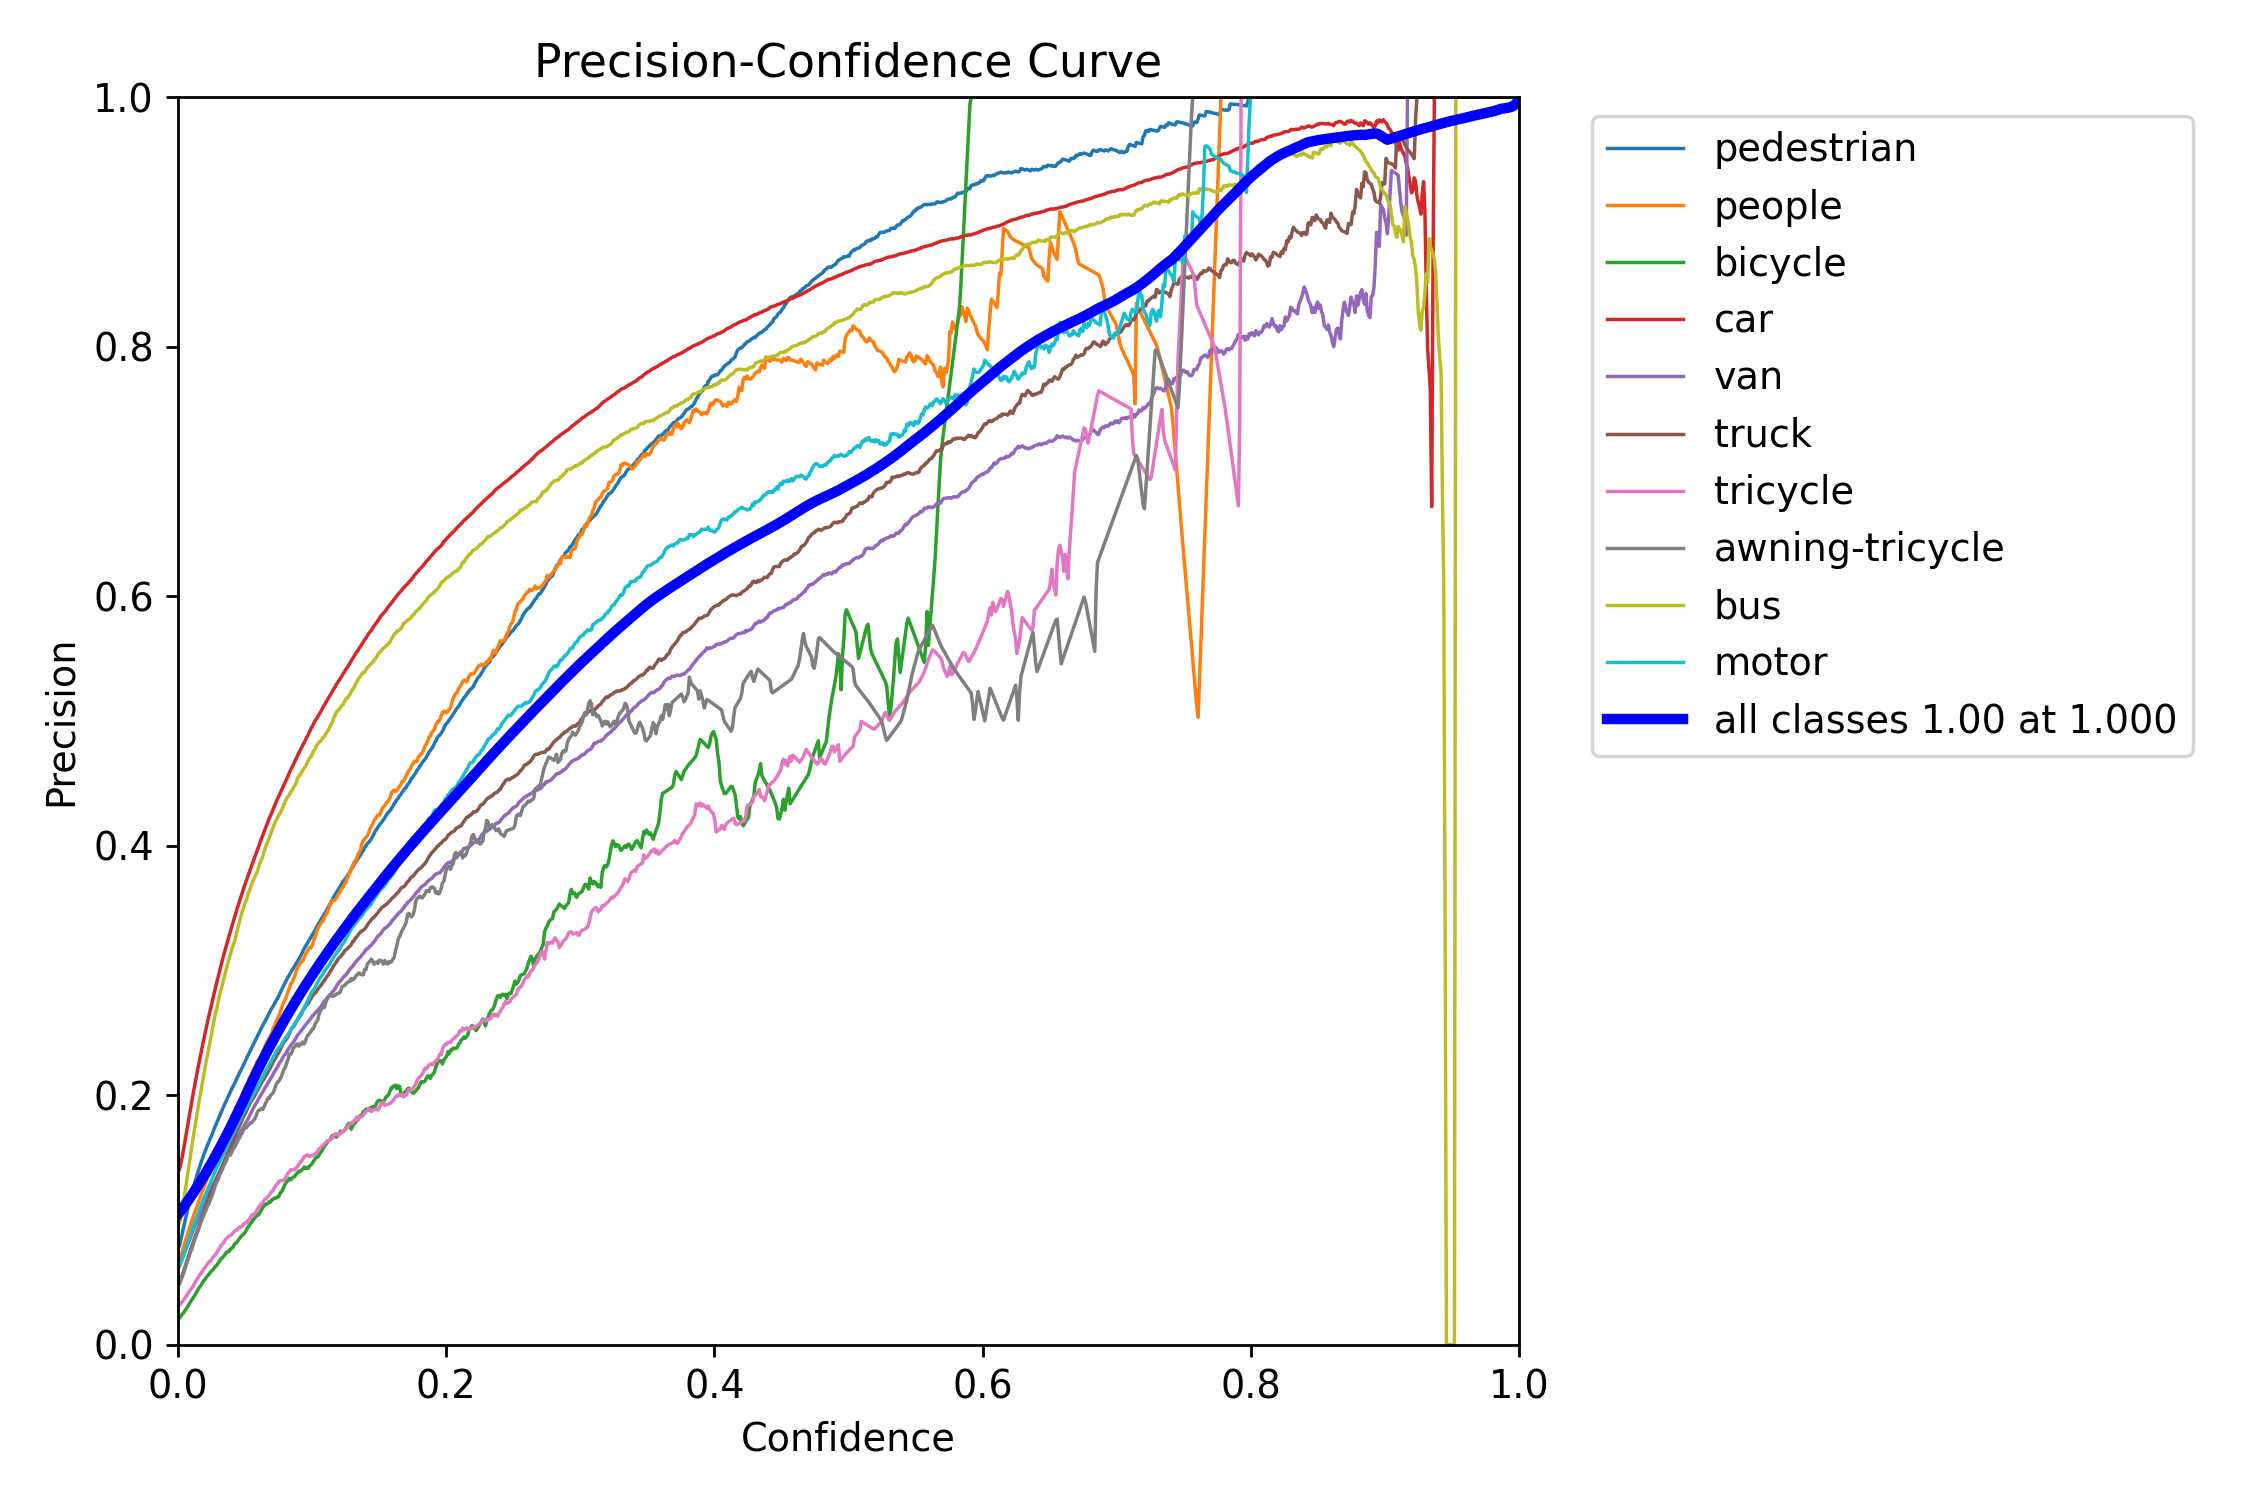 Precision-Confidence Curve
1.0
0.8
0.6
0.4
0.2
0.0
Precision
0.0 0.2 0.4 0.6 0.8 1.0
Confidence
pedestrian
people
bicycle
car
van
truck
tricycle
awning-tricycle
bus
motor
all classes 1.00 at 1.000